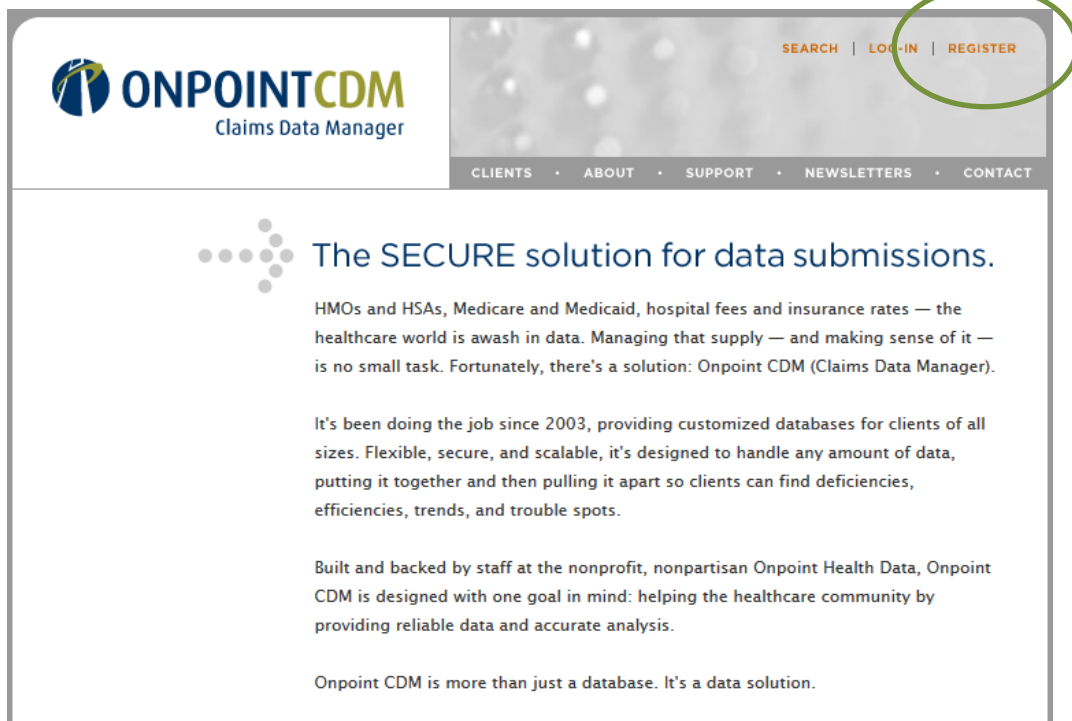 SEARCH | LOG-IN | REGISTER
ONPOINTCDM
Claims Data Manager
CLIENTS • ABOUT • SUPPORT • NEWSLETTERS • CONTACT
The SECURE solution for data submissions.
HMOs and HSAs, Medicare and Medicaid, hospital fees and insurance rates — the
healthcare world is awash in data. Managing that supply — and making sense of it —
is no small task. Fortunately, there's a solution: Onpoint CDM (Claims Data Manager).
It's been doing the job since 2003, providing customized databases for clients of all
sizes. Flexible, secure, and scalable, it's designed to handle any amount of data,
putting it together and then pulling it apart so clients can find deficiencies,
efficiencies, trends, and trouble spots.
Built and backed by staff at the nonprofit, nonpartisan Onpoint Health Data, Onpoint
CDM is designed with one goal in mind: helping the healthcare community by
providing reliable data and accurate analysis.
Onpoint CDM is more than just a database. It's a data solution.